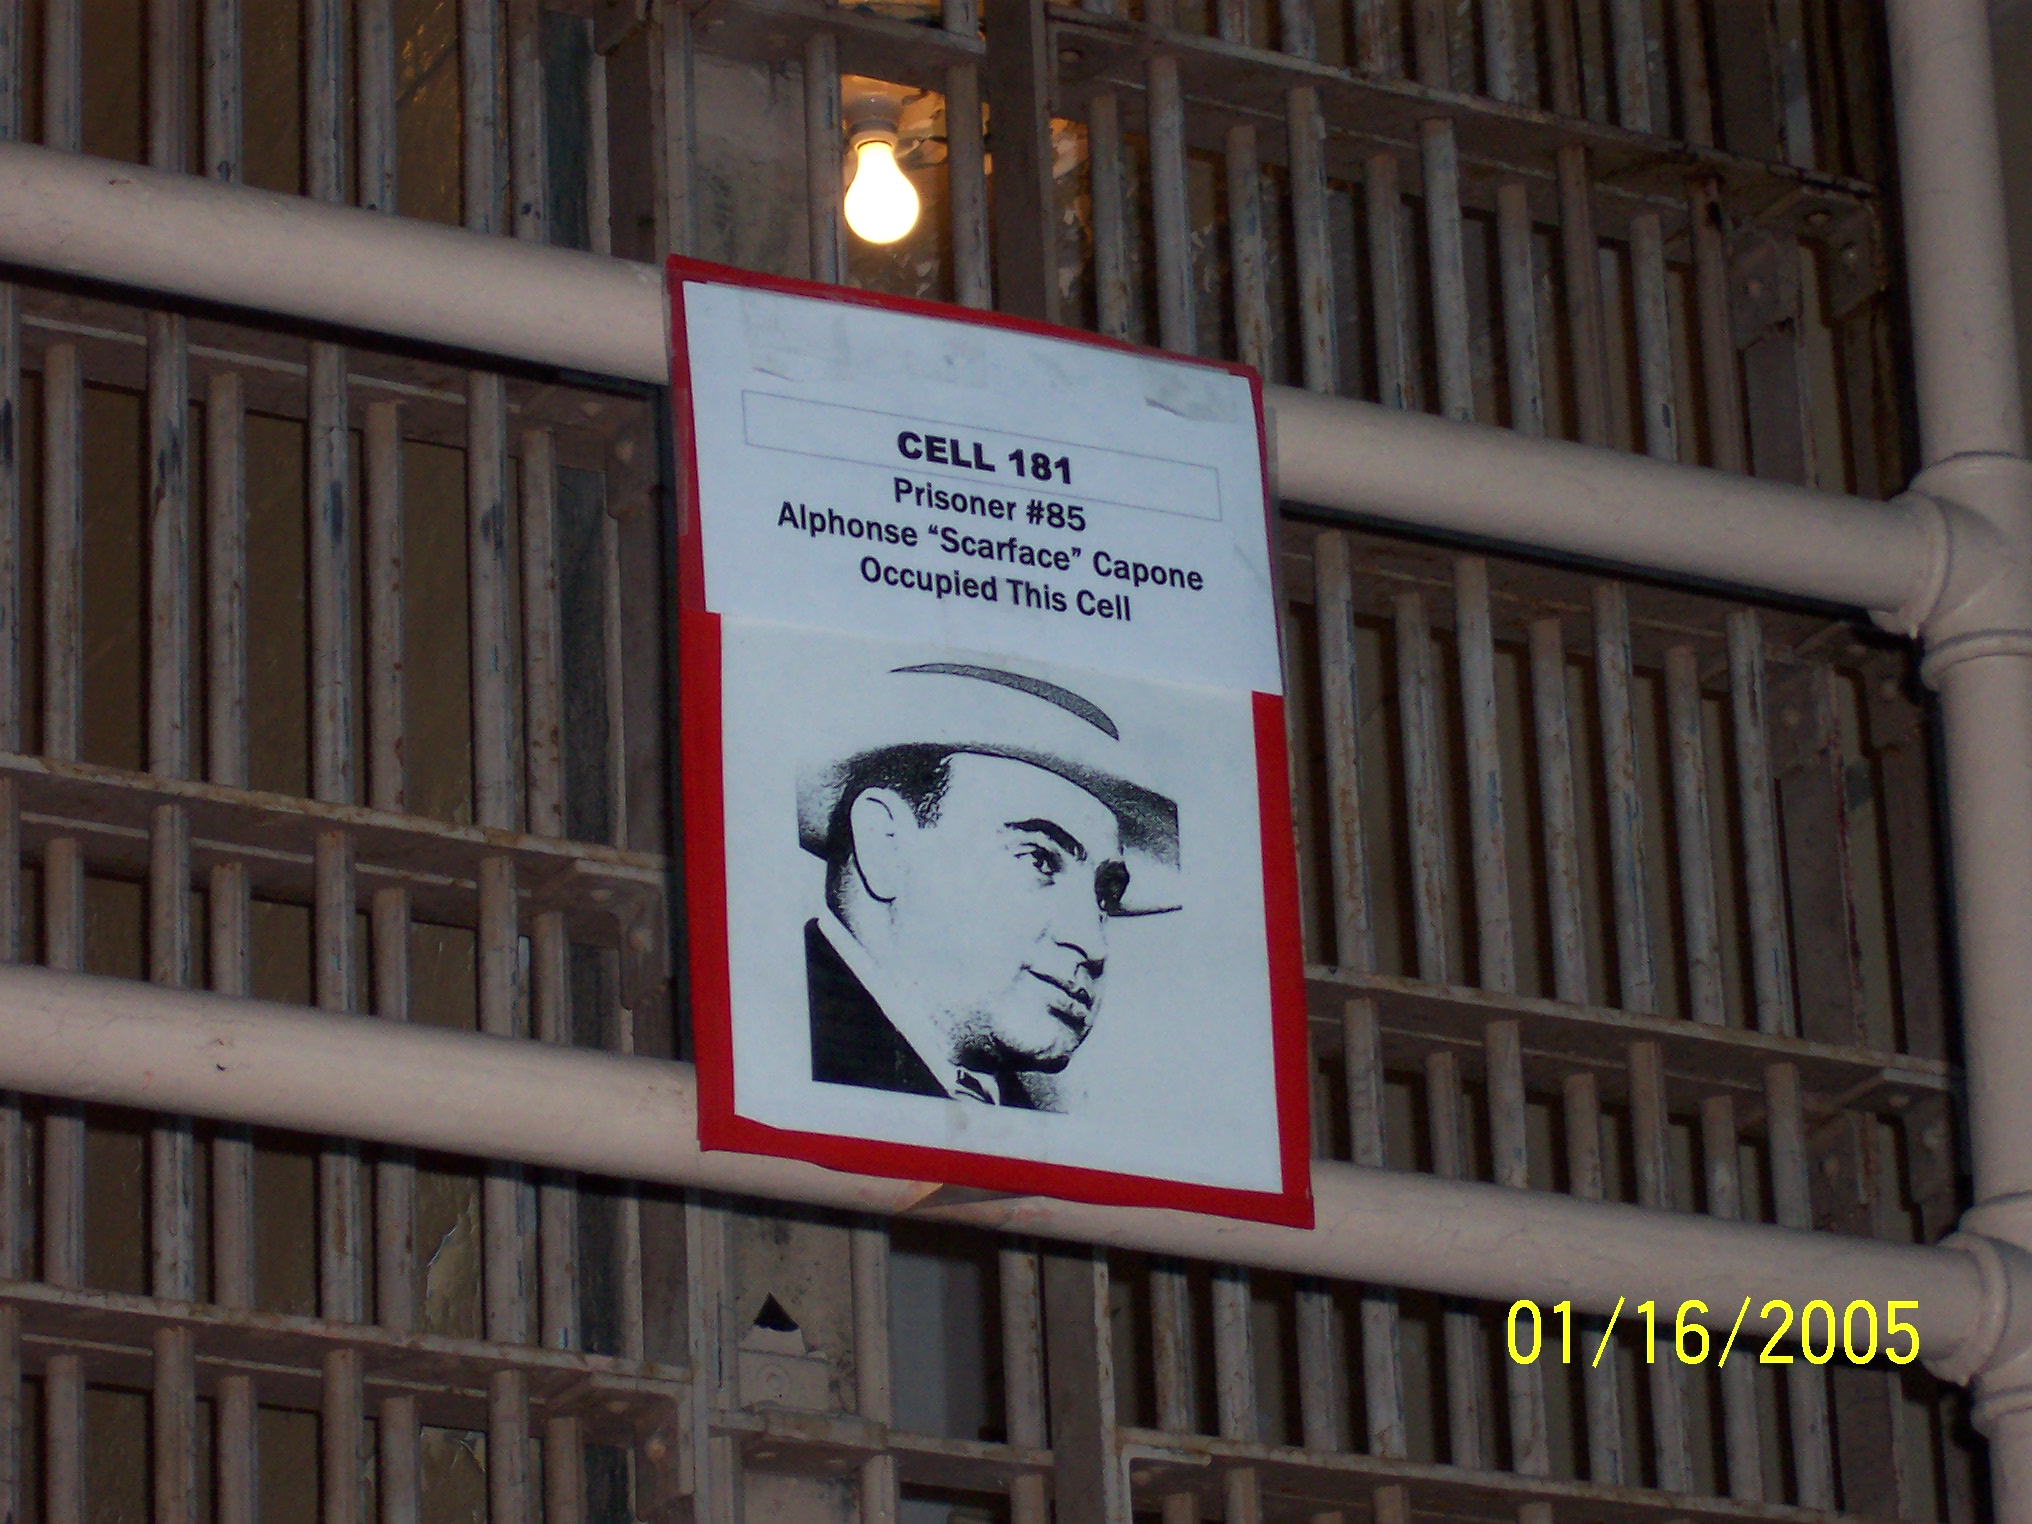 CELL 181
Prisoner #85
Alphonse “Scarface” Capone
Occupied This Cell
01/16/2005